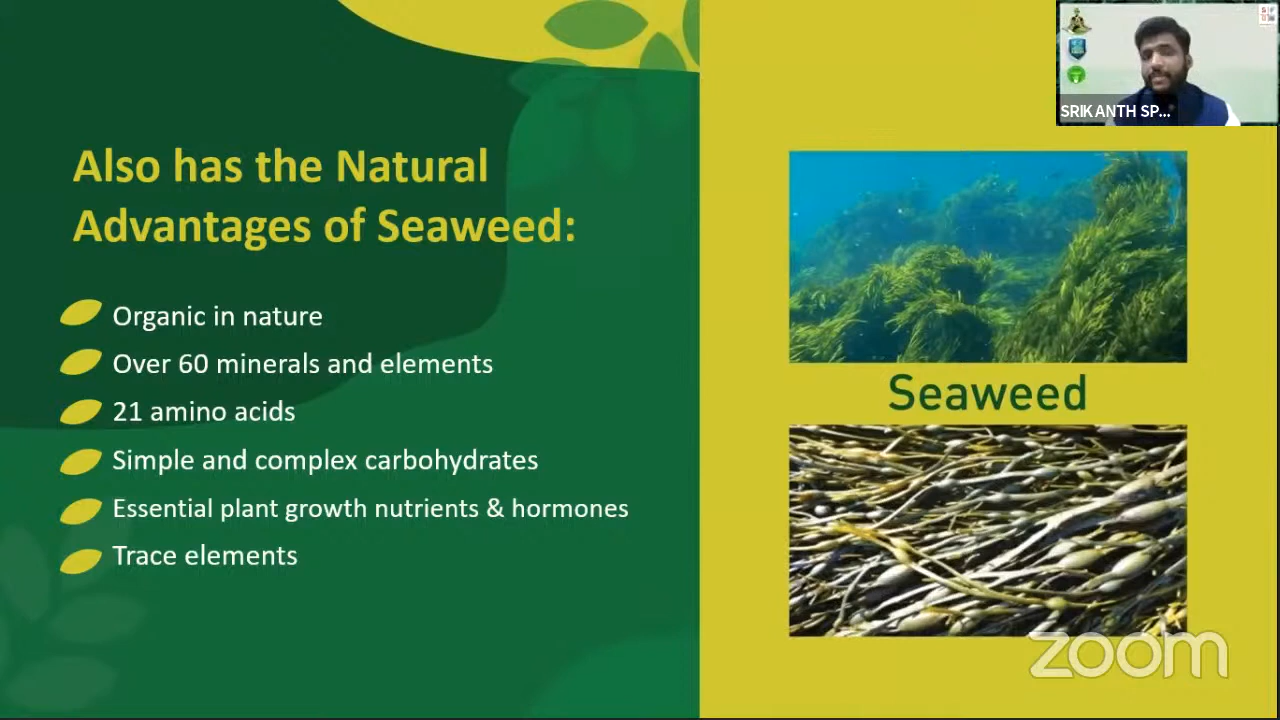 SRIKANTH SP...
Also has the Natural
Advantages of Seaweed:
Organic in nature
Over 60 minerals and elements
21 amino acids
Simple and complex carbohydrates
Essential plant growth nutrients & hormones
Trace elements
Seaweed
zoom